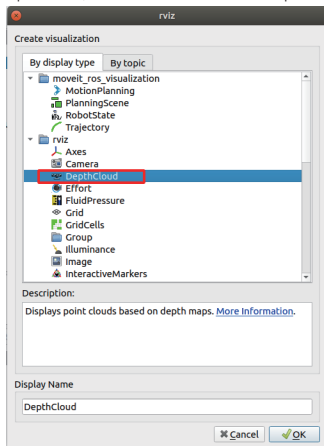 rviz
Create visualization
By display type By topic
moveit_ros_visualization
MotionPlanning
PlanningScene
RobotState
Trajectory
rviz
Axes
Camera
DepthCloud
Effort
FluidPressure
Grid
GridCells
Group
Illuminance
Image
InteractiveMarkers
Description:
Displays point clouds based on depth maps. More Information.
Display Name
DepthCloud
Cancel OK